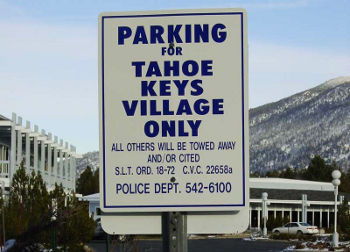 PARKING
FOR
TAHOE
KEYS
VILLAGE
ONLY
ALL OTHERS WILL BE TOWED AWAY
AND/OR CITED
S.L.T. ORD. 18-72 C.V.C. 22658a
POLICE DEPT. 542-6100